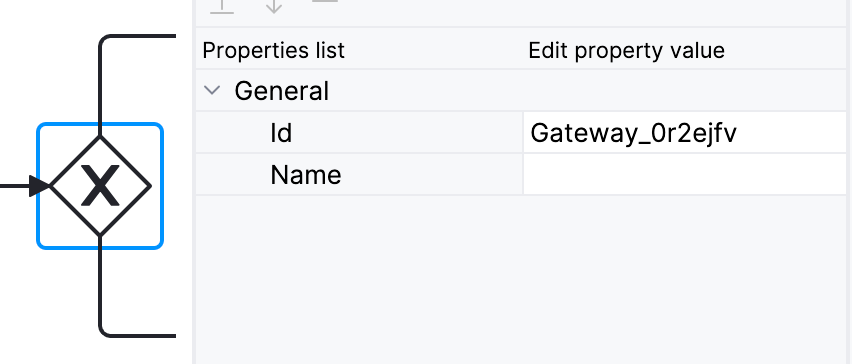 X
Properties list Edit property value
General
Id Gateway_0r2ejfv
Name